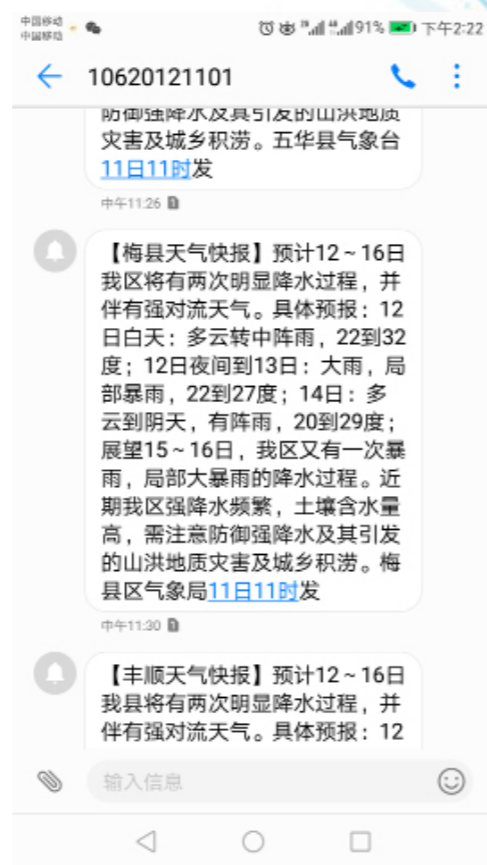 中国移动
中国移动
91% 下午2:22
10620121101
防御强降水及其引发的山洪地质
灾害及城乡积涝。五华县气象台
11日11时发
中午11:26
【梅县天气快报】预计12~16日
我区将有两次明显降水过程，并
伴有强对流天气。具体预报：12
日白天：多云转中阵雨，22到32
度；12日夜间到13日：大雨，局
部暴雨，22到27度；14日：多
云到阴天，有阵雨，20到29度；
展望15~16日，我区又有一次暴
雨，局部大暴雨的降水过程。近
期我区强降水频繁，土壤含水量
高，需注意防御强降水及其引发
的山洪地质灾害及城乡积涝。梅
县区气象局11日11时发
中午11:30
【丰顺天气快报】预计12~16日
我县将有两次明显降水过程，并
伴有强对流天气。具体预报：12
输入信息